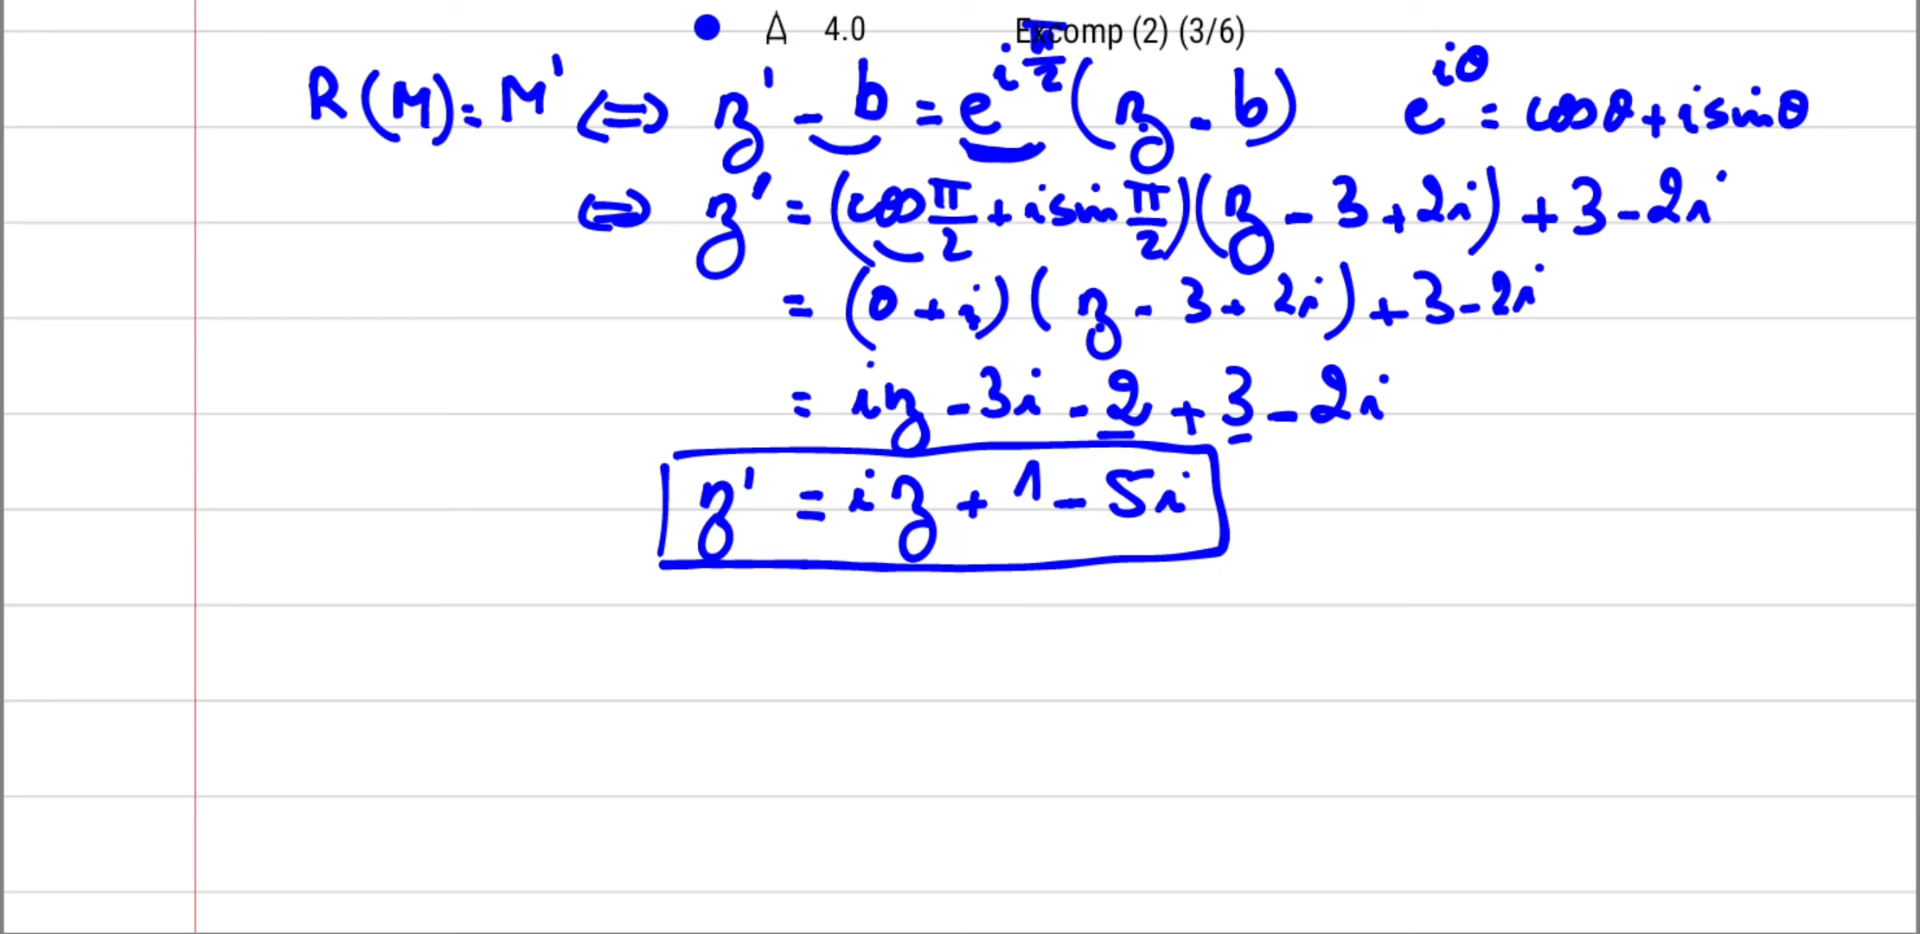 4.0 Excomp (2) (3/6)
R(M) = M' ⇔ z' - b = e^{iπ/2} (z - b) e^{iθ} = cosθ + i sinθ
⇔ z' = (cos π/2 + i sin π/2)(z - 3 + 2i) + 3 - 2i
= (0 + i)(z - 3 + 2i) + 3 - 2i
= iz - 3i - 2 + 3 - 2i
z' = iz + 1 - 5i